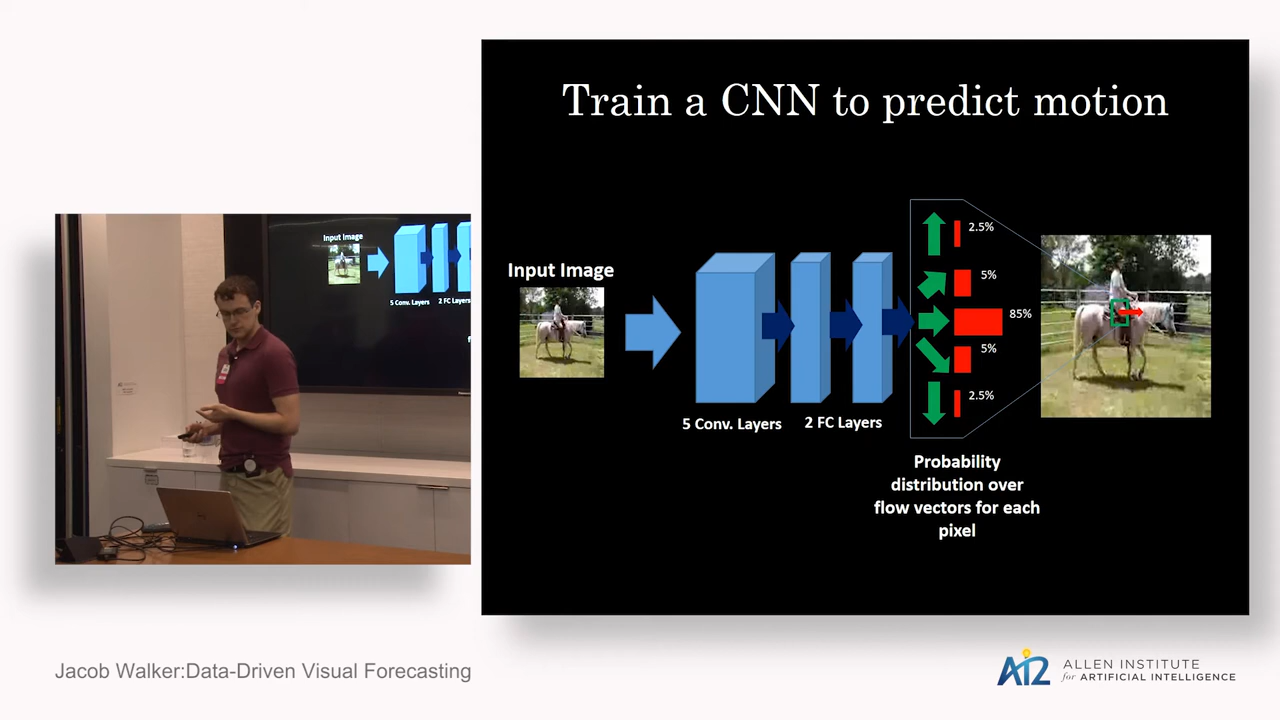 Train a CNN to predict motion
Input Image
5 Conv. Layers
2 FC Layers
2.5%
5%
85%
5%
2.5%
Probability
distribution over
flow vectors for each
pixel
Input Image
5 Conv. Layers
2 FC Layers
Jacob Walker:Data-Driven Visual Forecasting
AI2
ALLEN INSTITUTE
for ARTIFICIAL INTELLIGENCE